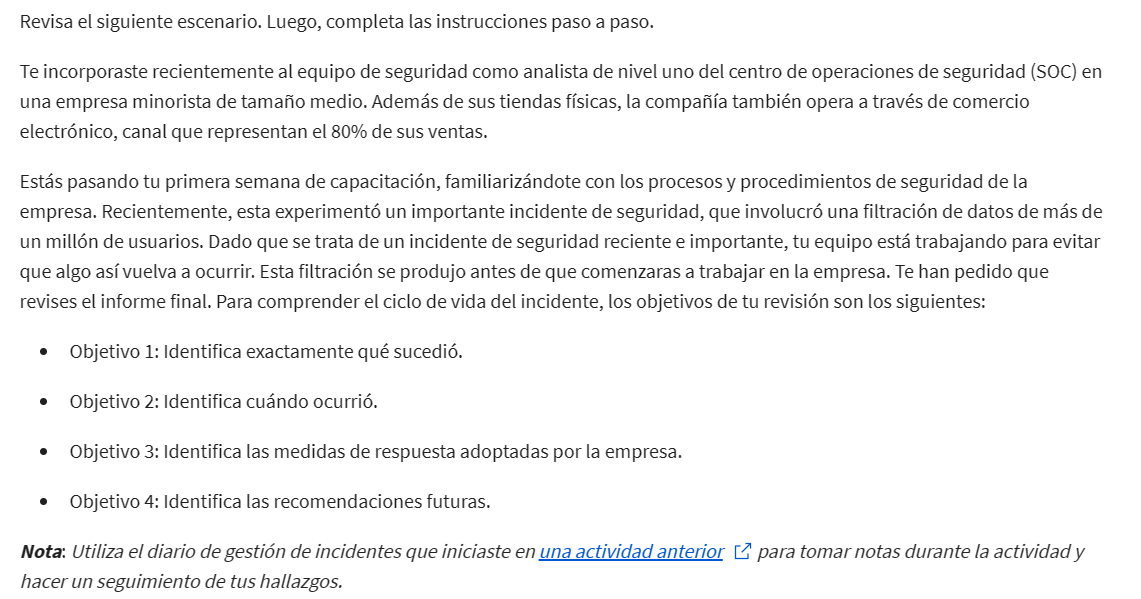 Revisa el siguiente escenario. Luego, completa las instrucciones paso a paso.
Te incorporaste recientemente al equipo de seguridad como analista de nivel uno del centro de operaciones de seguridad (SOC) en
una empresa minorista de tamaño medio. Además de sus tiendas físicas, la compañía también opera a través de comercio
electrónico, canal que representan el 80% de sus ventas.
Estás pasando tu primera semana de capacitación, familiarizándote con los procesos y procedimientos de seguridad de la
empresa. Recientemente, esta experimentó un importante incidente de seguridad, que involucró una filtración de datos de más de
un millón de usuarios. Dado que se trata de un incidente de seguridad reciente e importante, tu equipo está trabajando para evitar
que algo así vuelva a ocurrir. Esta filtración se produjo antes de que comenzaras a trabajar en la empresa. Te han pedido que
revises el informe final. Para comprender el ciclo de vida del incidente, los objetivos de tu revisión son los siguientes:
• Objetivo 1: Identifica exactamente qué sucedió.
• Objetivo 2: Identifica cuándo ocurrió.
• Objetivo 3: Identifica las medidas de respuesta adoptadas por la empresa.
• Objetivo 4: Identifica las recomendaciones futuras.
Nota: Utiliza el diario de gestión de incidentes que iniciaste en una actividad anterior para tomar notas durante la actividad y
hacer un seguimiento de tus hallazgos.